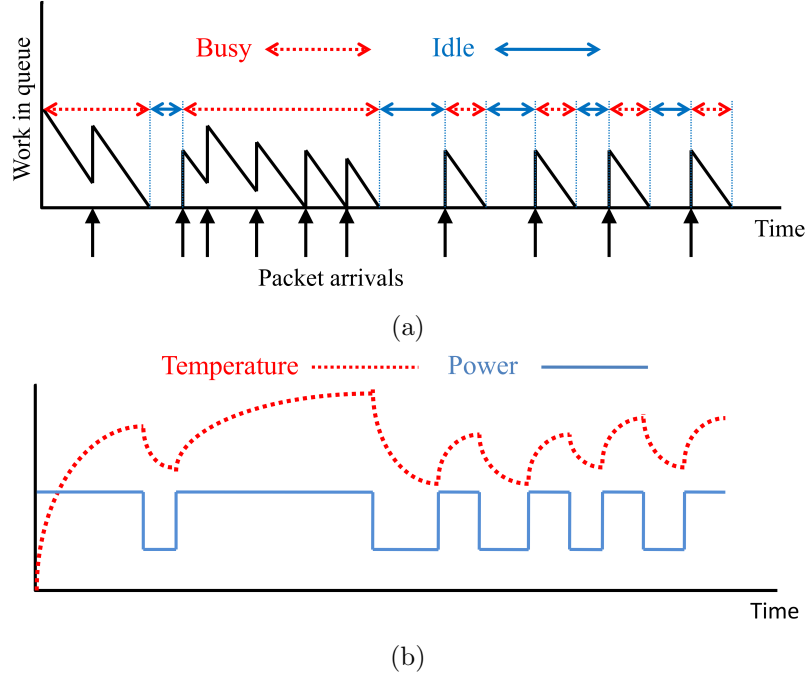 Busy
Idle
Work in queue
Time
Packet arrivals
(a)
Temperature
Power
Time
(b)